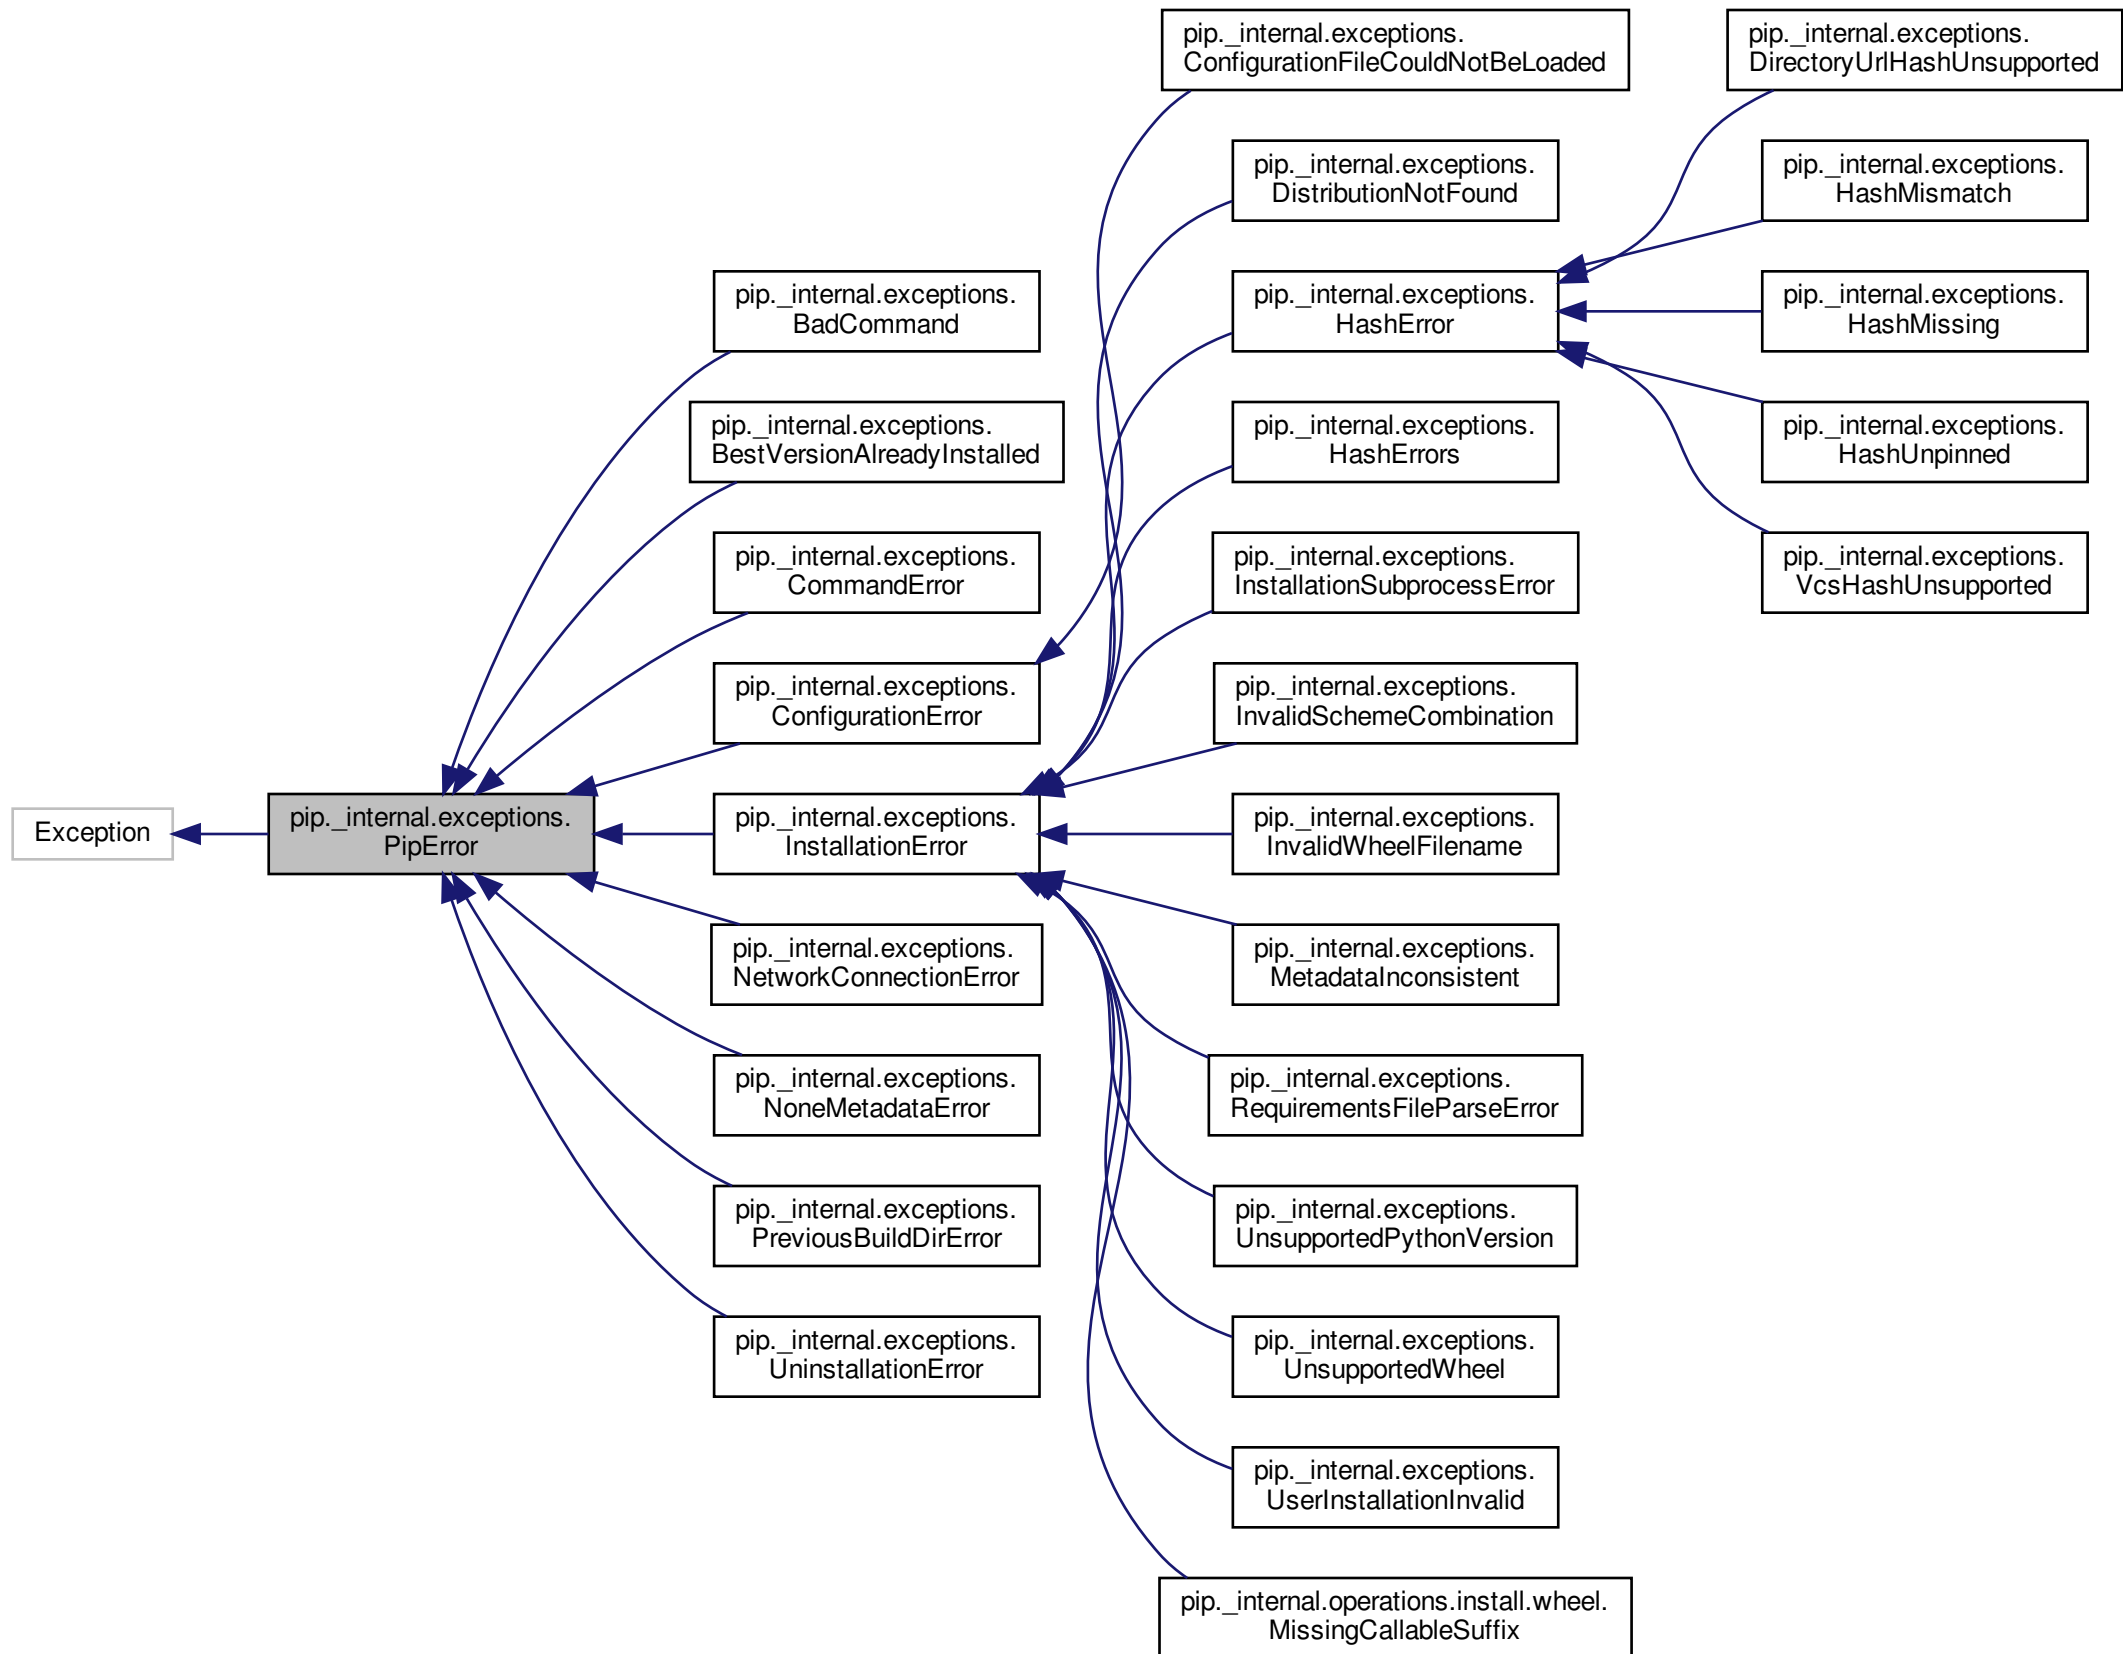 Exception
pip._internal.exceptions.
PipError
pip._internal.exceptions.
BadCommand
pip._internal.exceptions.
BestVersionAlreadyInstalled
pip._internal.exceptions.
CommandError
pip._internal.exceptions.
ConfigurationError
pip._internal.exceptions.
InstallationError
pip._internal.exceptions.
NetworkConnectionError
pip._internal.exceptions.
NoneMetadataError
pip._internal.exceptions.
PreviousBuildDirError
pip._internal.exceptions.
UninstallationError
pip._internal.exceptions.
ConfigurationFileCouldNotBeLoaded
pip._internal.exceptions.
DistributionNotFound
pip._internal.exceptions.
HashError
pip._internal.exceptions.
HashErrors
pip._internal.exceptions.
InstallationSubprocessError
pip._internal.exceptions.
InvalidSchemeCombination
pip._internal.exceptions.
InvalidWheelFilename
pip._internal.exceptions.
MetadataInconsistent
pip._internal.exceptions.
RequirementsFileParseError
pip._internal.exceptions.
UnsupportedPythonVersion
pip._internal.exceptions.
UnsupportedWheel
pip._internal.exceptions.
UserInstallationInvalid
pip._internal.operations.install.wheel.
MissingCallableSuffix
pip._internal.exceptions.
DirectoryUrlHashUnsupported
pip._internal.exceptions.
HashMismatch
pip._internal.exceptions.
HashMissing
pip._internal.exceptions.
HashUnpinned
pip._internal.exceptions.
VcsHashUnsupported